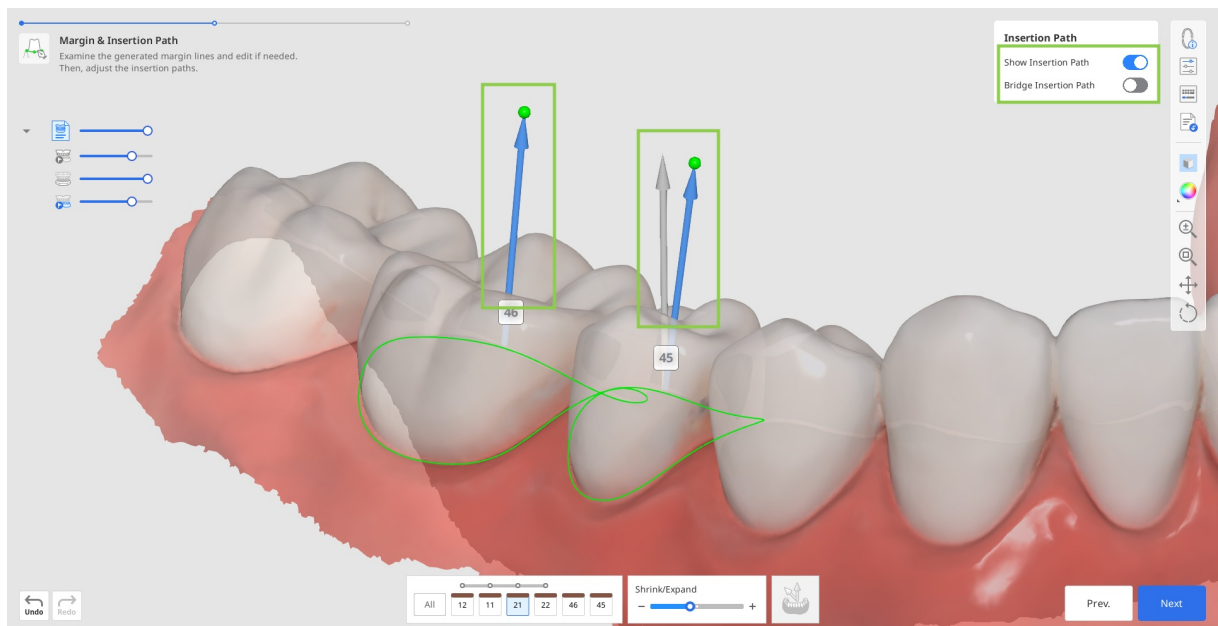 Margin & Insertion Path
Examine the generated margin lines and edit if needed.
Then, adjust the insertion paths.
Insertion Path
Show Insertion Path
Bridge Insertion Path
46
45
Undo
Redo
All
12
11
21
22
46
45
Shrink/Expand
- +
Prev.
Next